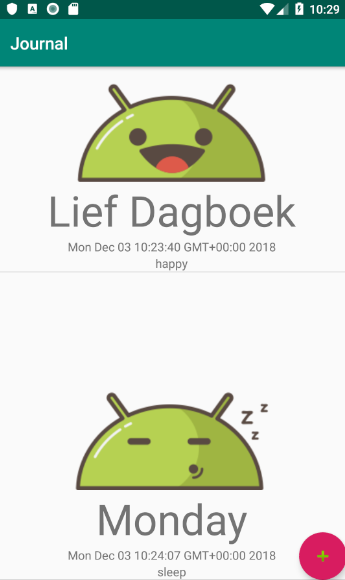 10:29
Journal
Lief Dagboek
Mon Dec 03 10:23:40 GMT+00:00 2018
happy
z z
z
Monday
Mon Dec 03 10:24:07 GMT+00:00 2018
sleep
+